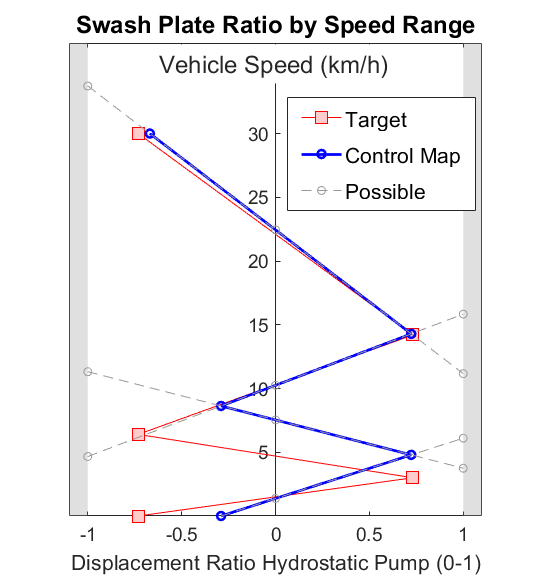 Swash Plate Ratio by Speed Range
Vehicle Speed (km/h)
Target
Control Map
Possible
30
25
20
15
10
5
-1 -0.5 0 0.5 1
Displacement Ratio Hydrostatic Pump (0-1)